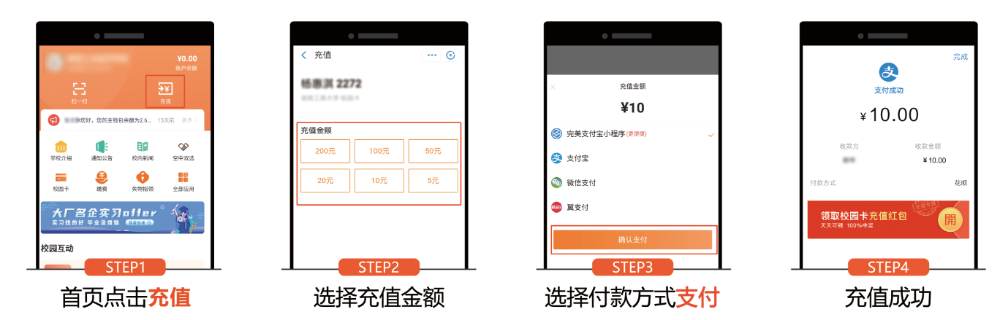 ¥0.00
账户余额
扫一扫
充值
您好，您的主钱包余额为2.6... 15天前 更多
学校介绍 通知公告 校内新闻 空中双选
校园卡 缴费 失物招领 全部应用
大厂名企实习offer
实习找的好 毕业没烦恼
校园互动
STEP1
首页点击充值
充值
2272
充值金额
200元 100元 50元
20元 10元 5元
STEP2
选择充值金额
充值金额
¥10
完美支付宝小程序(更便捷)
支付宝
微信支付
翼支付
确认支付
STEP3
选择付款方式支付
完成
支
支付成功
¥10.00
收款方 收款金额
¥10.00
付款方式 花呗
领取校园卡充值红包
天天可领 100%中奖
開
STEP4
充值成功